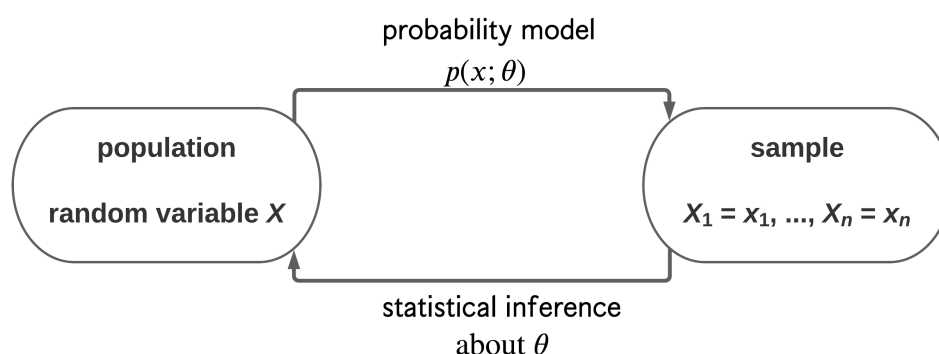 probability model
p(x; θ)
population
random variable X
sample
X₁ = x₁, ..., Xₙ = xₙ
statistical inference
about θ